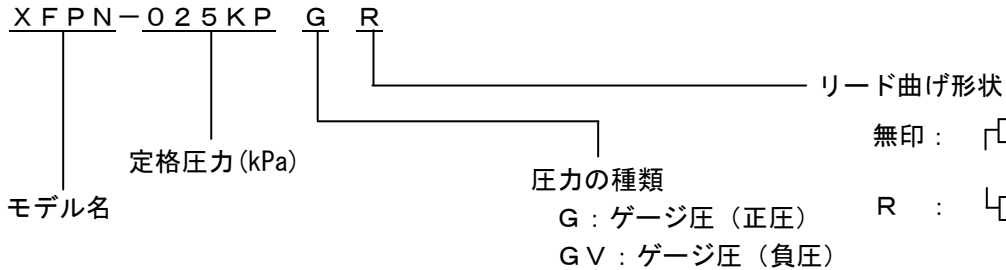 ＸＦＰＮ－０２５ＫＰ Ｇ Ｒ
リード曲げ形状
無印：
定格圧力(kPa)
圧力の種類
モデル名
Ｇ：ゲージ圧（正圧）
Ｒ：
ＧＶ：ゲージ圧（負圧）